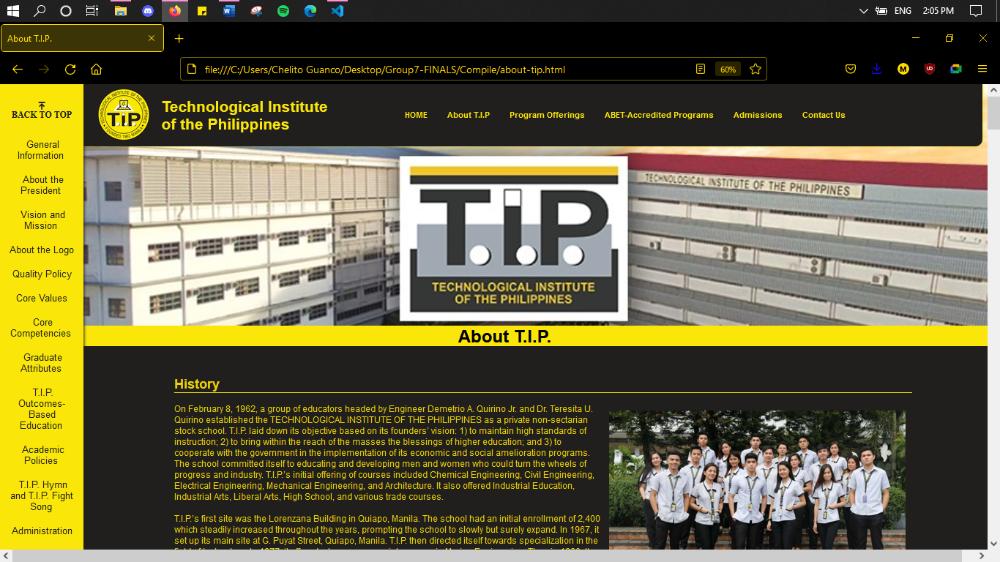 ENG 2:05 PM
About T.I.P.
file:///C:/Users/Chelito Guanco/Desktop/Group7-FINALS/Compile/about-tip.html 60%
BACK TO TOP
General
Information
About the
President
Vision and
Mission
About the Logo
Quality Policy
Core Values
Core
Competencies
Graduate
Attributes
T.I.P.
Outcomes-
Based
Education
Academic
Policies
T.I.P. Hymn
and T.I.P. Fight
Song
Administration
TECHNOLOGICAL INSTITUTE OF THE PHILIPPINES
T.I.P
FOUNDED 1962 MANILA
Technological Institute
of the Philippines
HOME About T.I.P Program Offerings ABET-Accredited Programs Admissions Contact Us
T.I.P.
TECHNOLOGICAL INSTITUTE
OF THE PHILIPPINES
TECHNOLOGICAL INSTITUTE OF THE PHILIPPINES
About T.I.P.
History
On February 8, 1962, a group of educators headed by Engineer Demetrio A. Quirino Jr. and Dr. Teresita U.
Quirino established the TECHNOLOGICAL INSTITUTE OF THE PHILIPPINES as a private non-sectarian
stock school. T.I.P. laid down its objective based on its founders' vision: 1) to maintain high standards of
instruction; 2) to bring within the reach of the masses the blessings of higher education; and 3) to
cooperate with the government in the implementation of its economic and social amelioration programs.
The school committed itself to educating and developing men and women who could turn the wheels of
progress and industry. T.I.P.'s initial offering of courses included Chemical Engineering, Civil Engineering,
Electrical Engineering, Mechanical Engineering, and Architecture. It also offered Industrial Education,
Industrial Arts, Liberal Arts, High School, and various trade courses.
T.I.P.'s first site was the Lorenzana Building in Quiapo, Manila. The school had an initial enrollment of 2,400
which steadily increased throughout the years, prompting the school to slowly but surely expand. In 1967, it
set up its main site at G. Puyat Street, Quiapo, Manila. T.I.P. then directed itself towards specialization in the